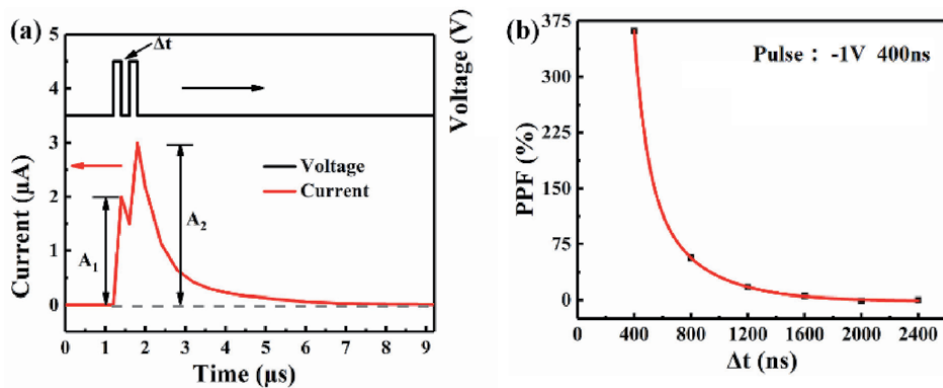 (a)
5
4
3
2
1
0
Δt
Current (μA)
A1
A2
Voltage
Current
0 1 2 3 4 5 6 7 8 9
Time (μs)
Voltage (V)
(b)
375
300
225
150
75
0
PPF (%)
Pulse： -1V 400ns
400 800 1200 1600 2000 2400
Δt (ns)